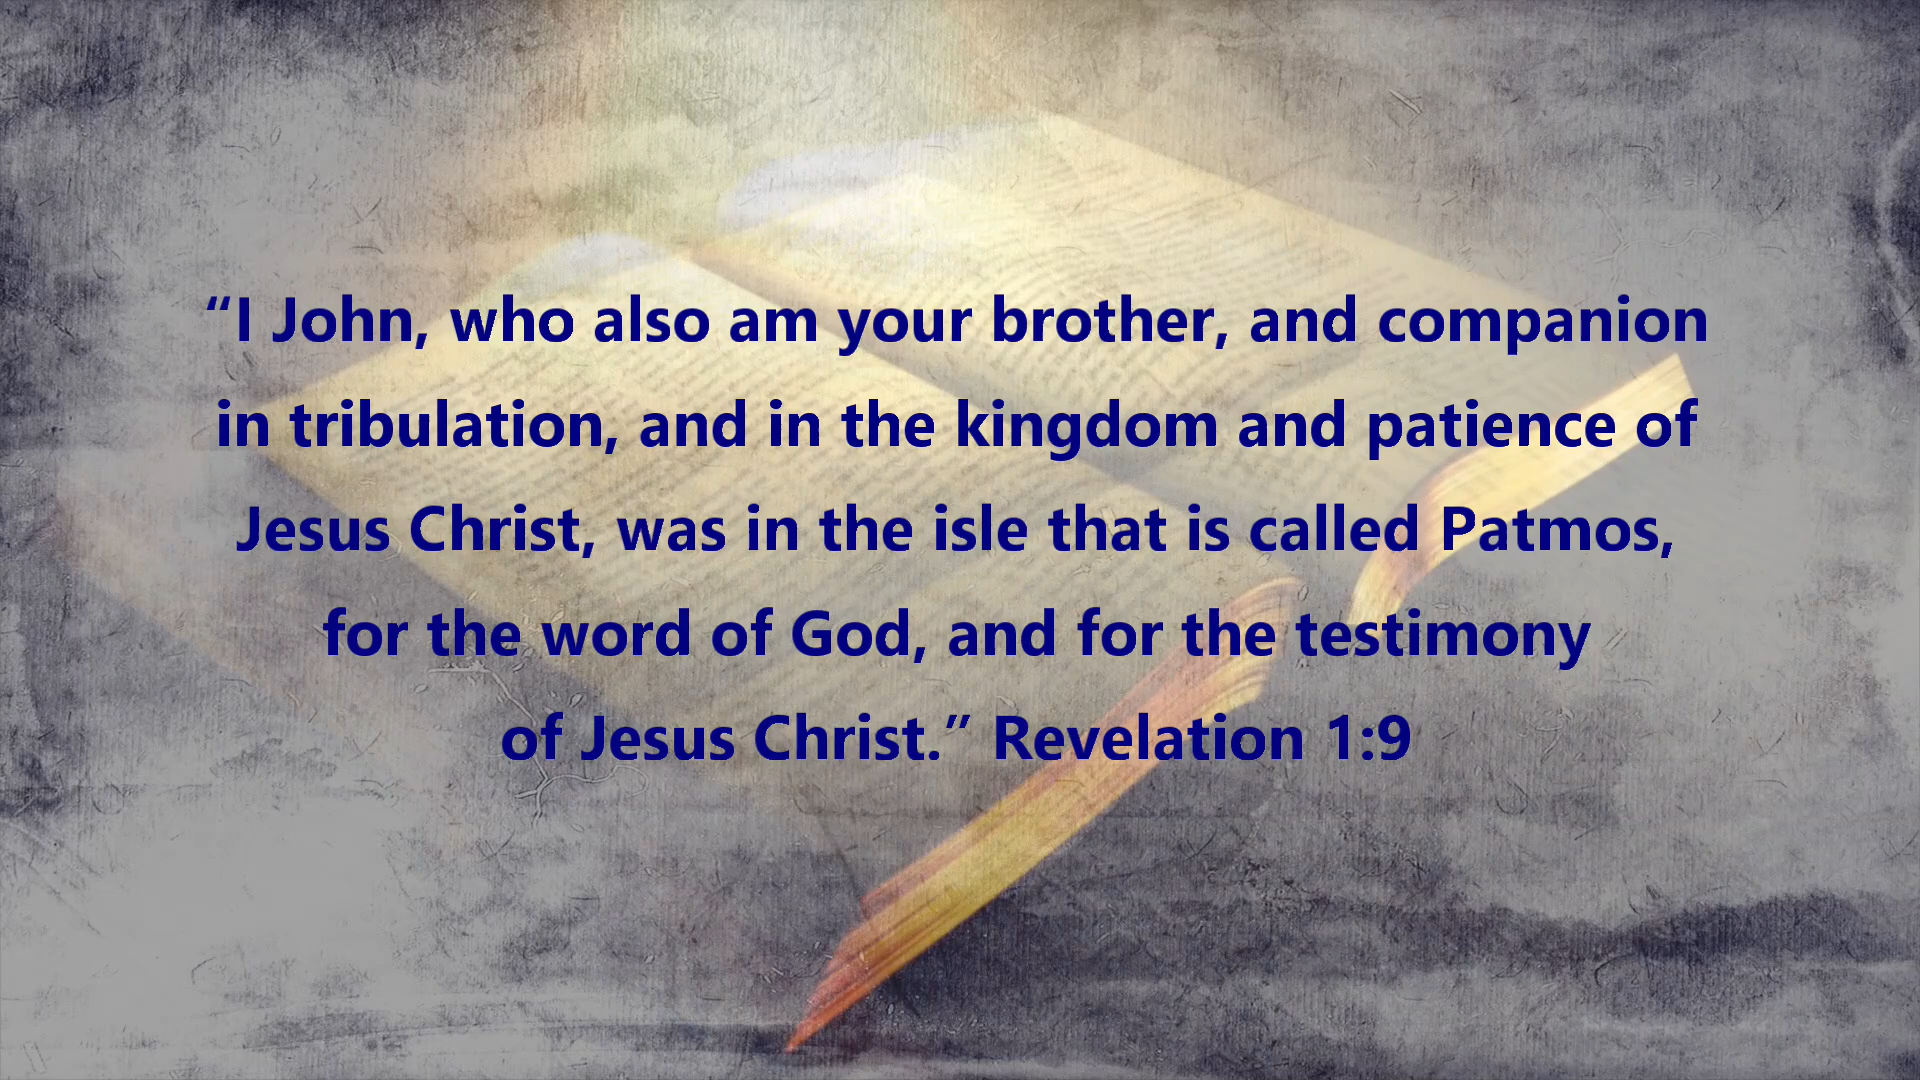 “I John, who also am your brother, and companion
in tribulation, and in the kingdom and patience of
Jesus Christ, was in the isle that is called Patmos,
for the word of God, and for the testimony
of Jesus Christ.” Revelation 1:9